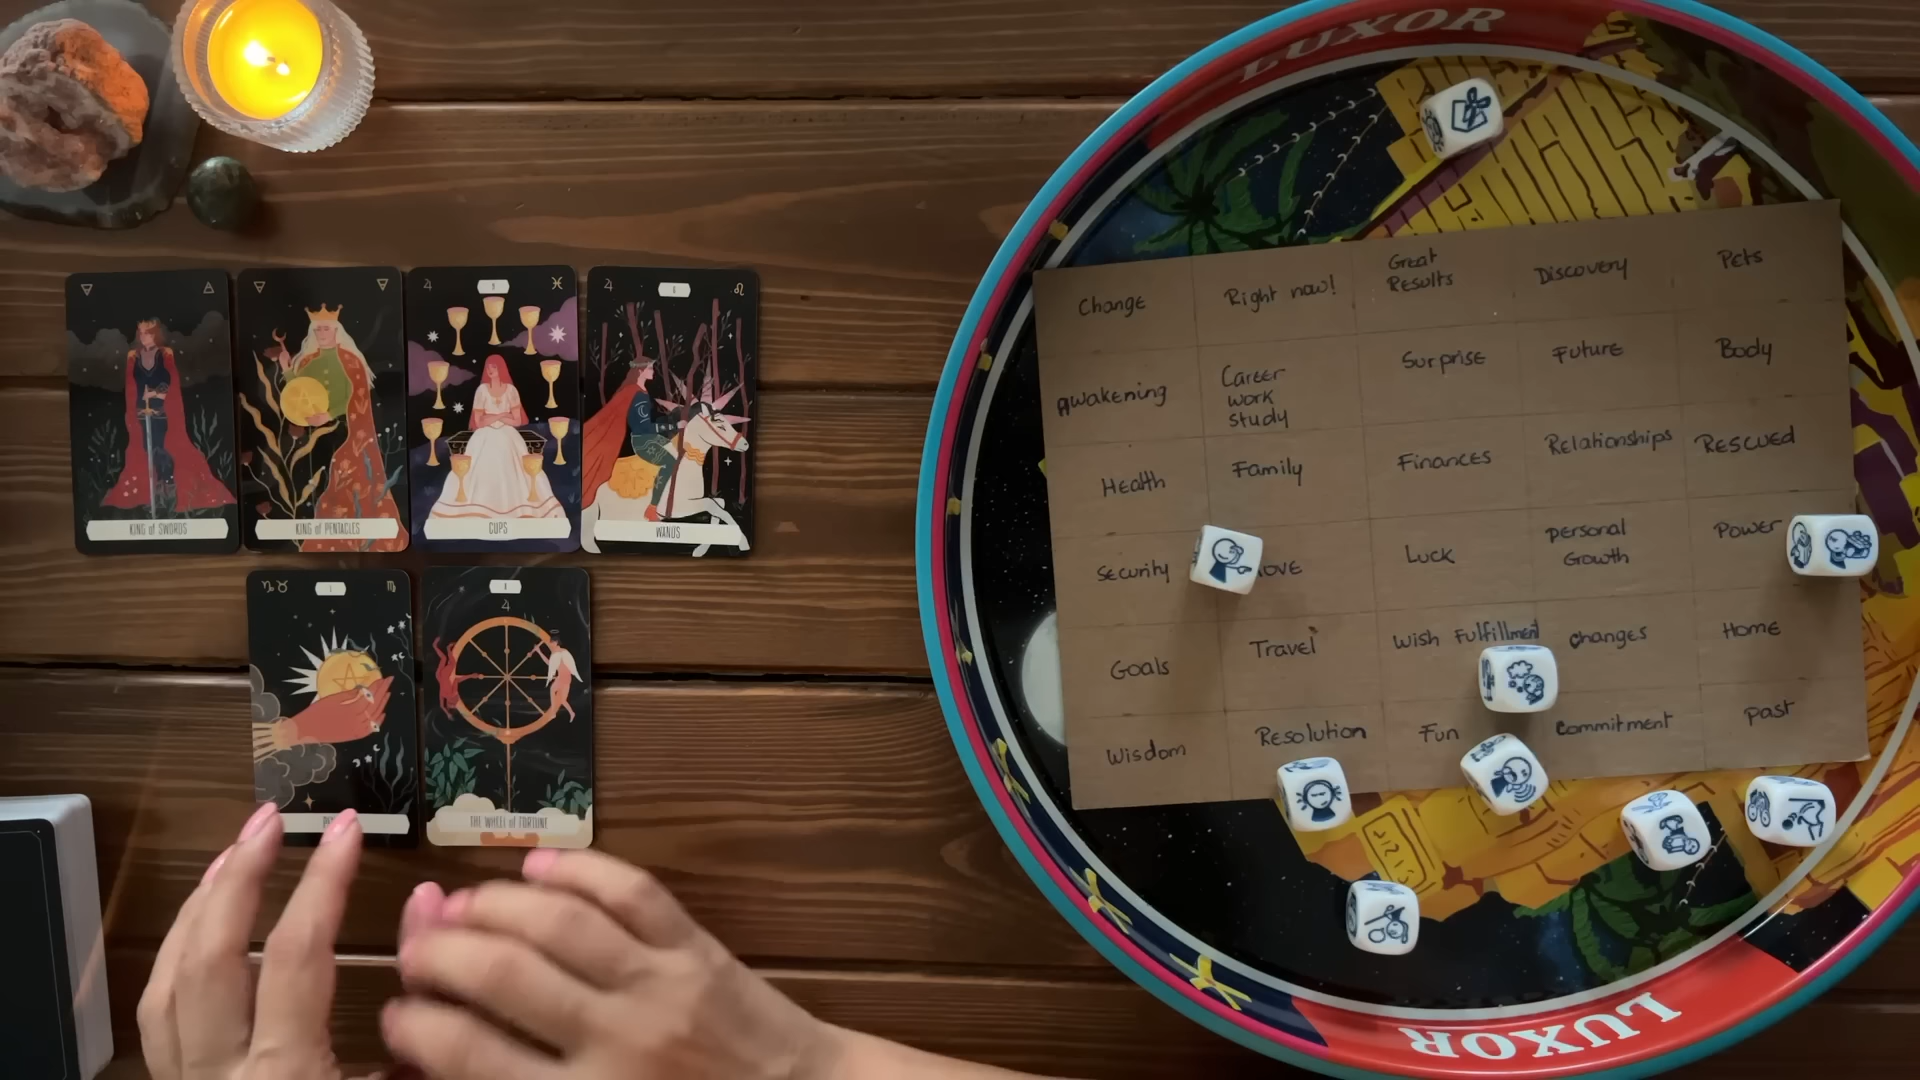 LUXOR
Change
Right now!
Great
Results
Discovery
Pets
Awakening
Career
work
study
Surprise
Future
Body
Health
Family
Finances
Relationships
RESCUED
Security
Luck
personal
Growth
Power
Goals
Travel
Wish Fulfillment
changes
Home
Wisdom
Resolution
Fun
commitment
past
KING of SWORDS
KING of PENTACLES
CUPS
WANDS
THE WHEEL of FORTUNE
LUXOR